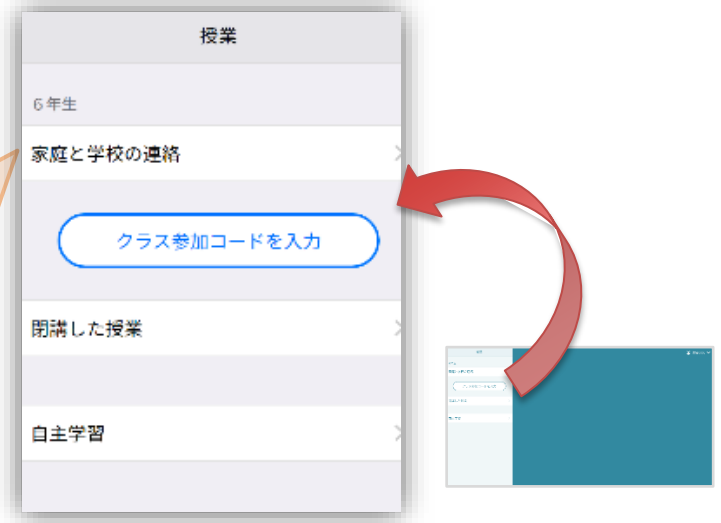 授業
6年生
家庭と学校の連絡
クラス参加コードを入力
閉講した授業
自主学習